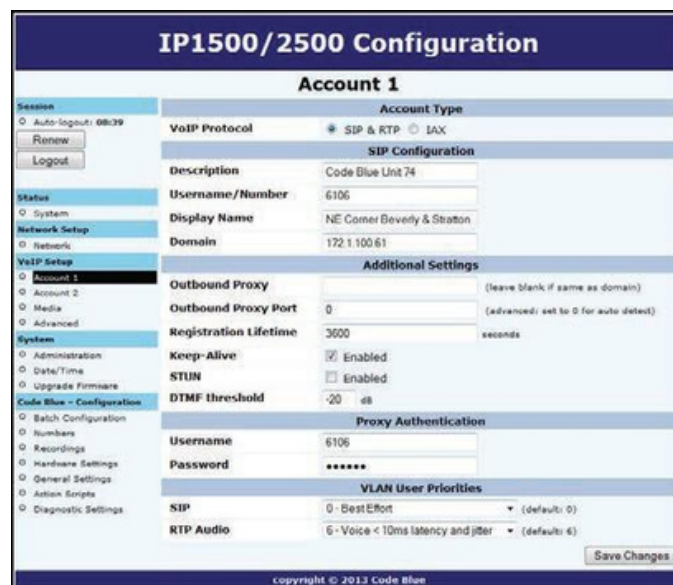 IP1500/2500 Configuration
Account 1
Session
Auto-logout: 08:39
Renew
Logout
Status
System
Network Setup
Network
VoIP Setup
Account 1
Account 2
Media
Advanced
System
Administration
Date/Time
Upgrade Firmware
Code Blue - Configuration
Batch Configuration
Numbers
Recordings
Hardware Settings
General Settings
Action Scripts
Diagnostic Settings
Account Type
VoIP Protocol SIP & RTP IAX
SIP Configuration
Description Code Blue Unit 74
Username/Number 6106
Display Name NE Corner Beverly & Stratton
Domain 172.1.100.61
Additional Settings
Outbound Proxy (leave blank if same as domain)
Outbound Proxy Port 0 (advanced: set to 0 for auto detect)
Registration Lifetime 3600 seconds
Keep-Alive Enabled
STUN Enabled
DTMF threshold -20 dB
Proxy Authentication
Username 6106
Password ••••••
VLAN User Priorities
SIP 0 - Best Effort (default: 0)
RTP Audio 6 - Voice < 10ms latency and jitter (default: 6)
Save Changes
copyright © 2013 Code Blue